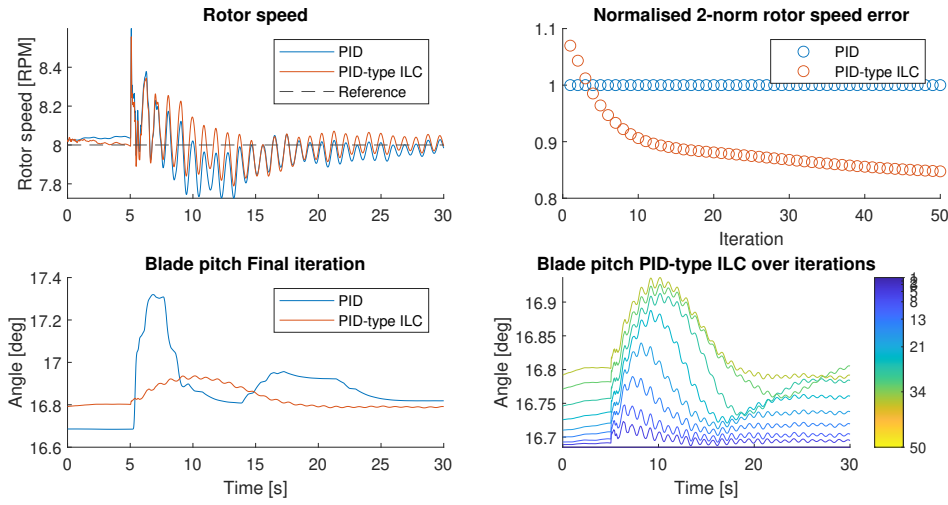 Rotor speed
Rotor speed [RPM]
8.4
8.2
8
7.8
0 5 10 15 20 25 30
PID
PID-type ILC
Reference
Normalised 2-norm rotor speed error
1.1
1
0.9
0.8
0 10 20 30 40 50
Iteration
PID
PID-type ILC
Blade pitch Final iteration
Angle [deg]
17.4
17.2
17
16.8
16.6
0 5 10 15 20 25 30
Time [s]
PID
PID-type ILC
Blade pitch PID-type ILC over iterations
Angle [deg]
16.9
16.85
16.8
16.75
16.7
0 10 20 30
Time [s]
1
8
13
21
34
50